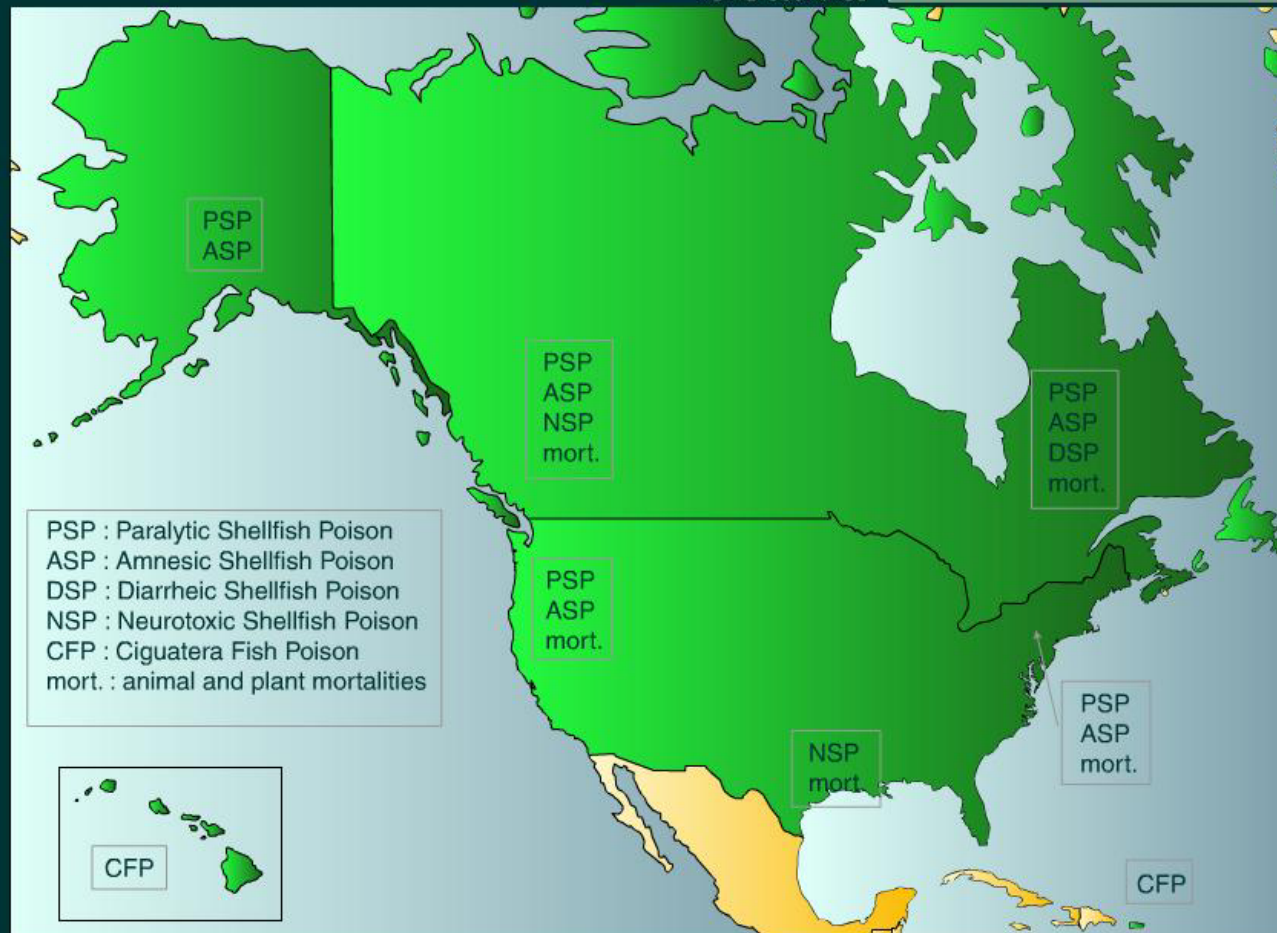 PSP
ASP
PSP
ASP
NSP
mort.
PSP
ASP
DSP
mort.
PSP : Paralytic Shellfish Poison
ASP : Amnesic Shellfish Poison
DSP : Diarrheic Shellfish Poison
NSP : Neurotoxic Shellfish Poison
CFP : Ciguatera Fish Poison
mort. : animal and plant mortalities
PSP
ASP
mort.
PSP
ASP
mort.
NSP
mort.
CFP
CFP